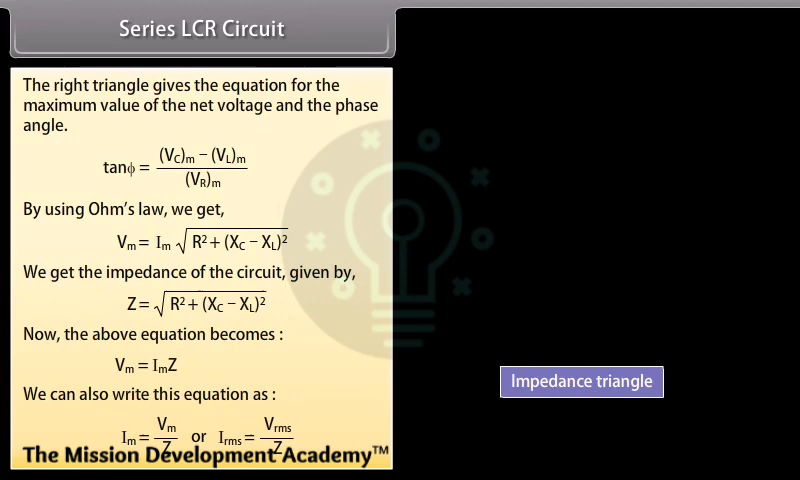 Series LCR Circuit
The right triangle gives the equation for the
maximum value of the net voltage and the phase
angle.
tanϕ = (V_C)_m − (V_L)_m / (V_R)_m
By using Ohm's law, we get,
V_m = I_m √(R² + (X_C − X_L)²)
We get the impedance of the circuit, given by,
Z = √(R² + (X_C − X_L)²)
Now, the above equation becomes :
V_m = I_mZ
We can also write this equation as :
I_m = V_m / Z or I_rms = V_rms / Z
The Mission Development Academy™
Impedance triangle